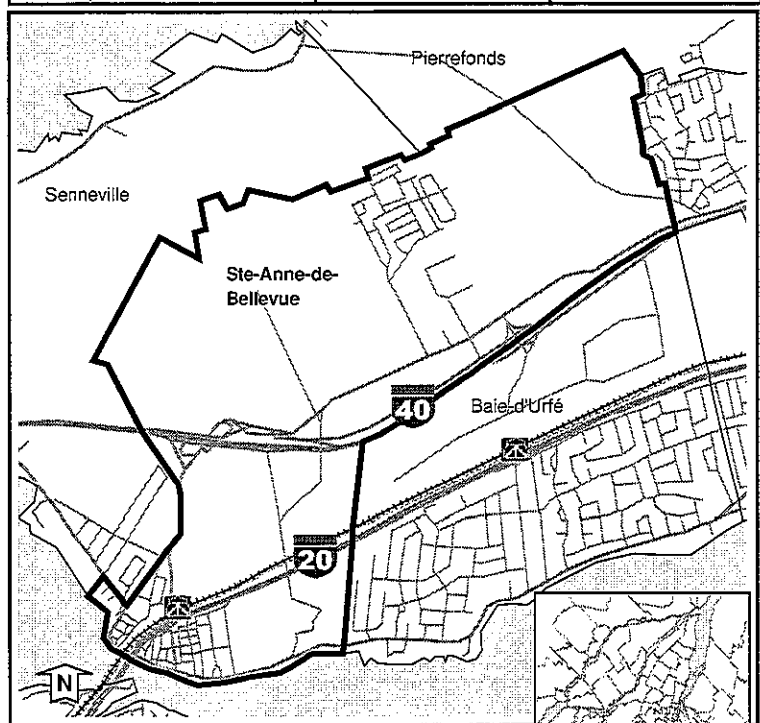 Pierrefonds
Senneville
Ste-Anne-de-
Bellevue
40
Baie-d'Urfé
20
N